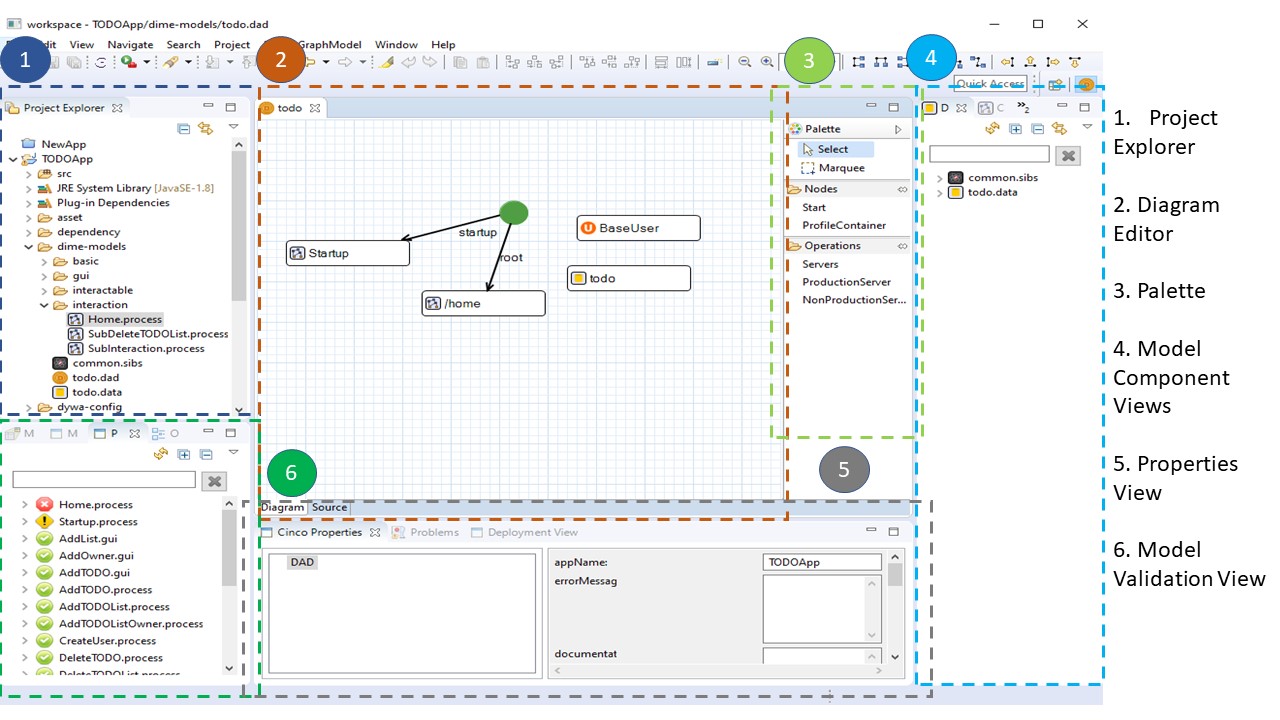 workspace - TODOApp/dime-models/todo.dad
View Navigate Search Project GraphModel Window Help
1
2
3
4
Quick Access
Project Explorer
NewApp
TODOApp
src
JRE System Library [JavaSE-1.8]
Plug-in Dependencies
asset
dependency
dime-models
basic
gui
interactable
interaction
Home.process
SubDeleteTODOList.process
SubInteraction.process
common.sibs
todo.dad
todo.data
dywa-config
todo
startup
root
Startup
/home
BaseUser
todo
Palette
Select
Marquee
Nodes
Start
ProfileContainer
Operations
Servers
ProductionServer
NonProductionSer...
D
C
»2
common.sibs
todo.data
M
M
P
O
Home.process
Startup.process
AddList.gui
AddOwner.gui
AddTODO.gui
AddTODO.process
AddTODOList.process
AddTODOListOwner.process
CreateUser.process
DeleteTODO.process
DeleteTODOList.process
6
5
Diagram Source
Cinco Properties
Problems
Deployment View
DAD
appName:
TODOApp
errorMessag
documentat
1. Project
Explorer
2. Diagram
Editor
3. Palette
4. Model
Component
Views
5. Properties
View
6. Model
Validation View